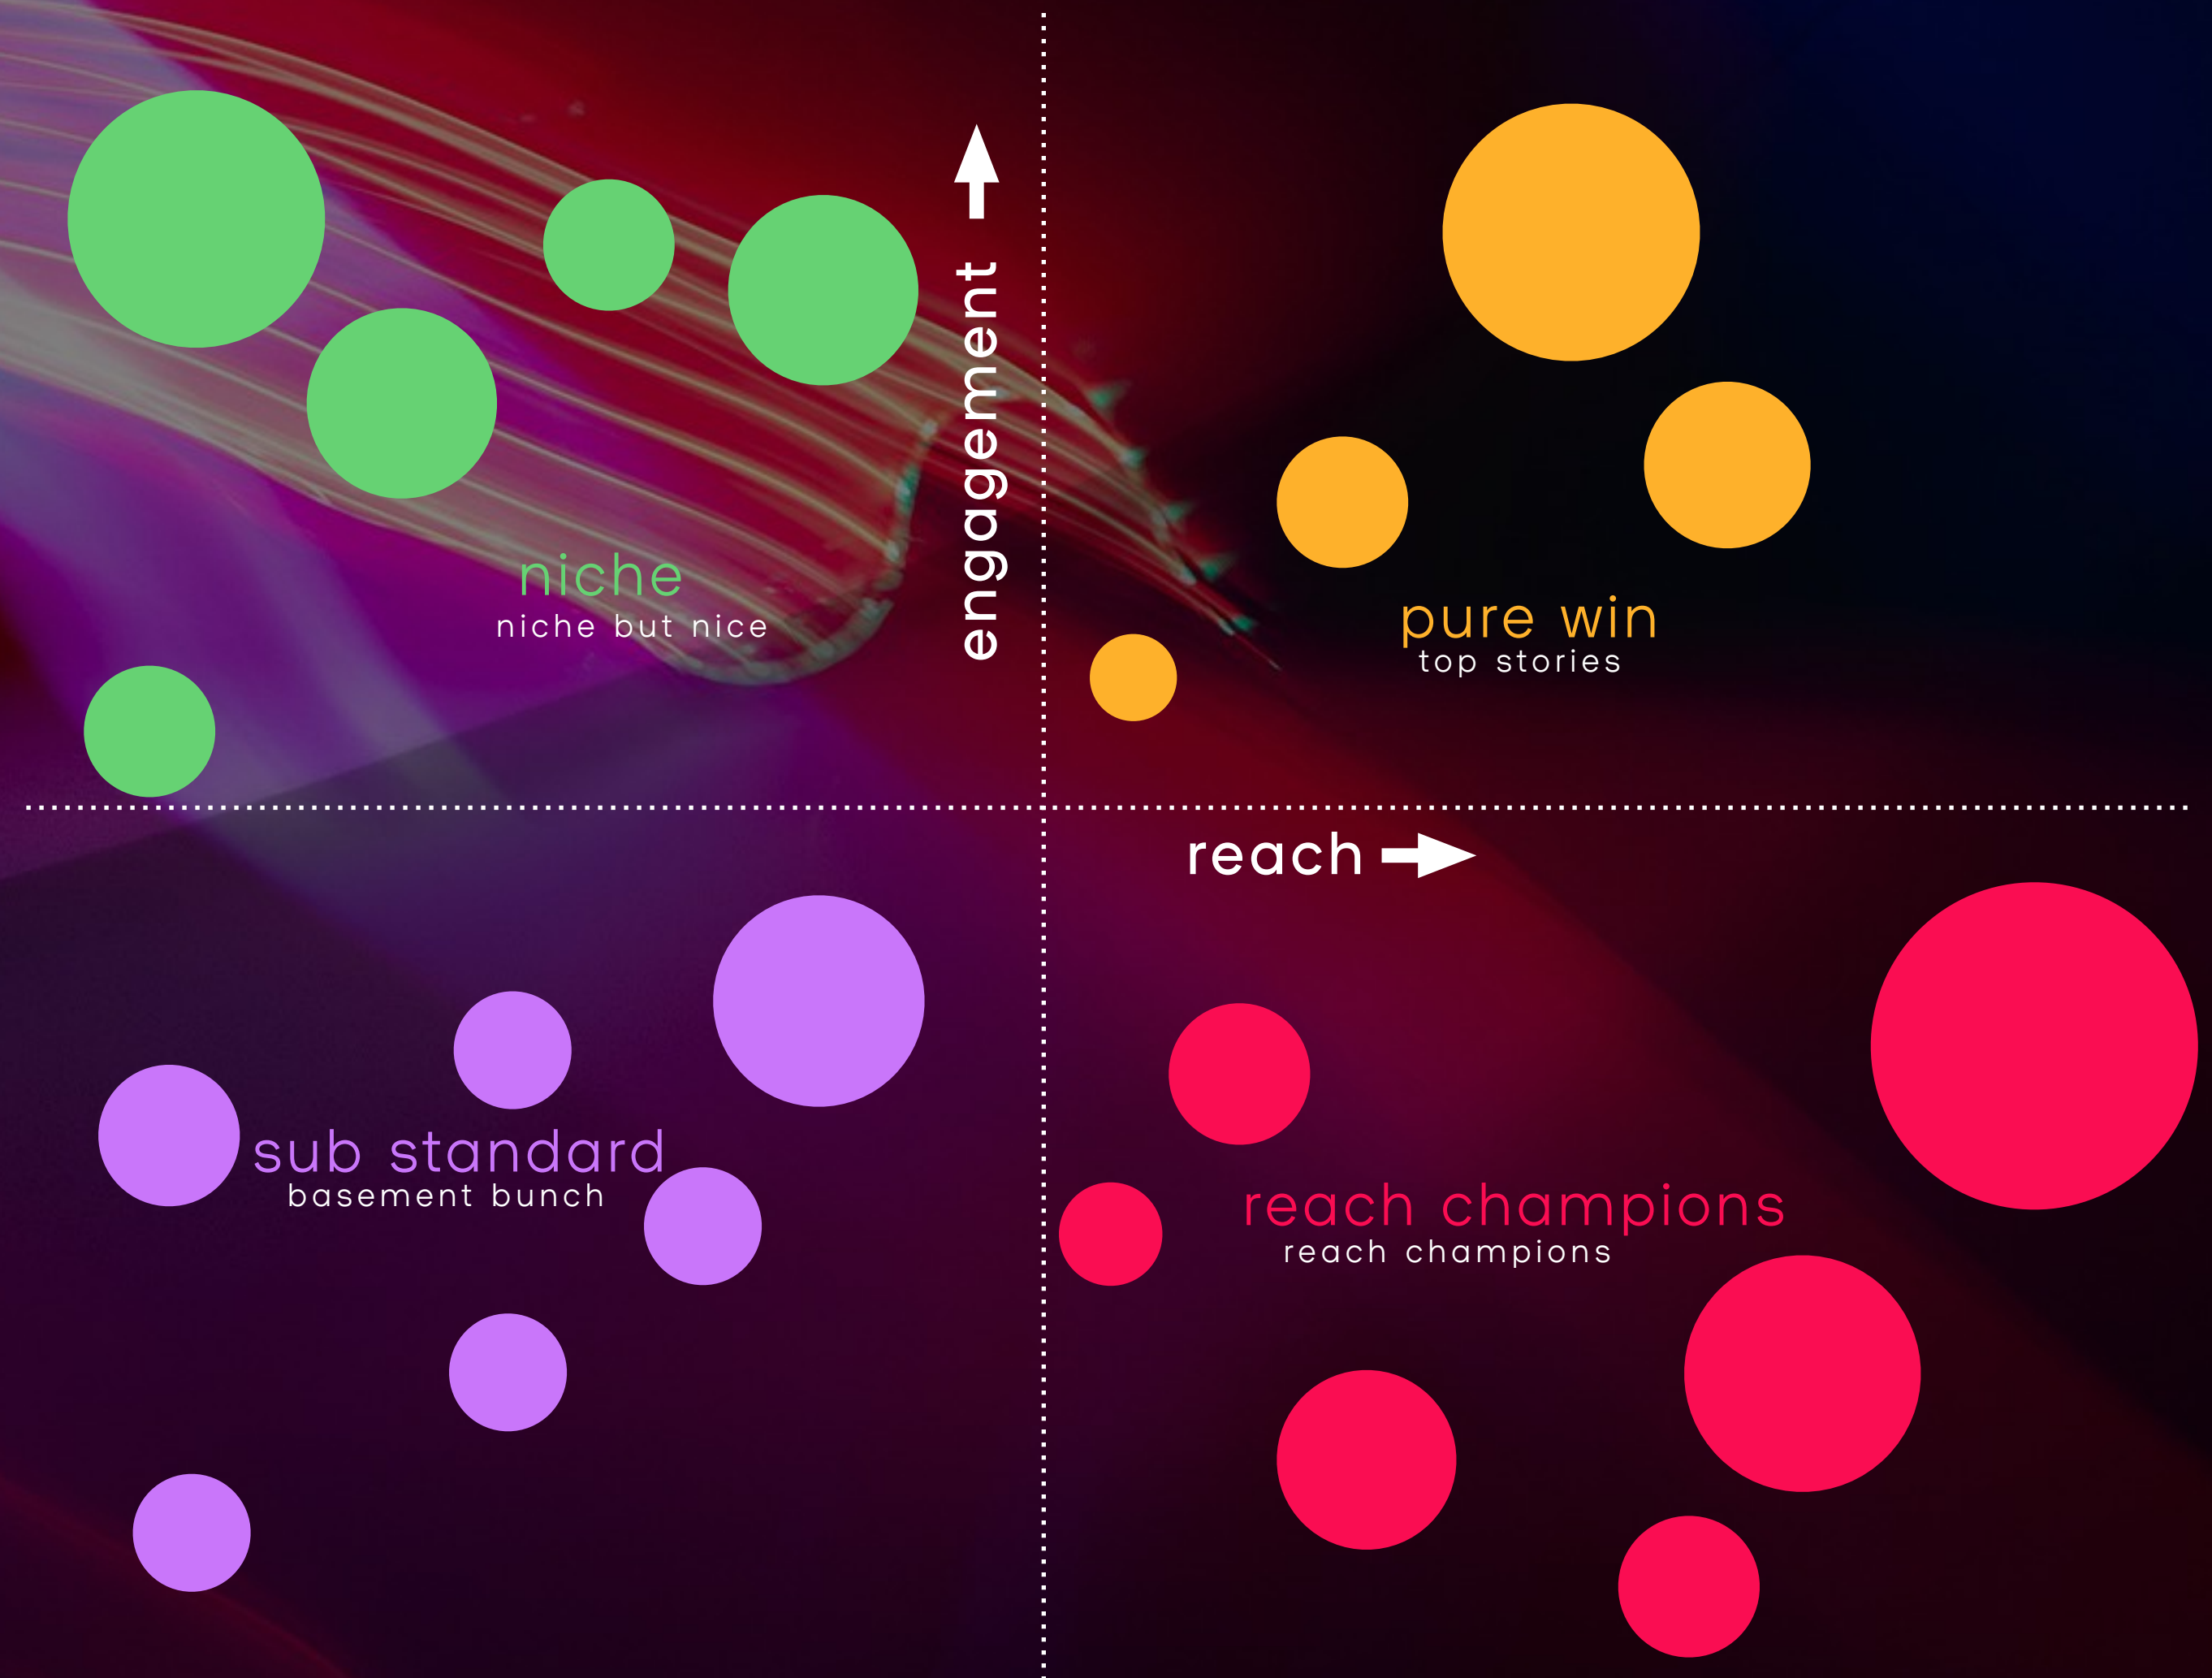 engagement
niche
niche but nice
pure win
top stories
reach
sub standard
basement bunch
reach champions
reach champions